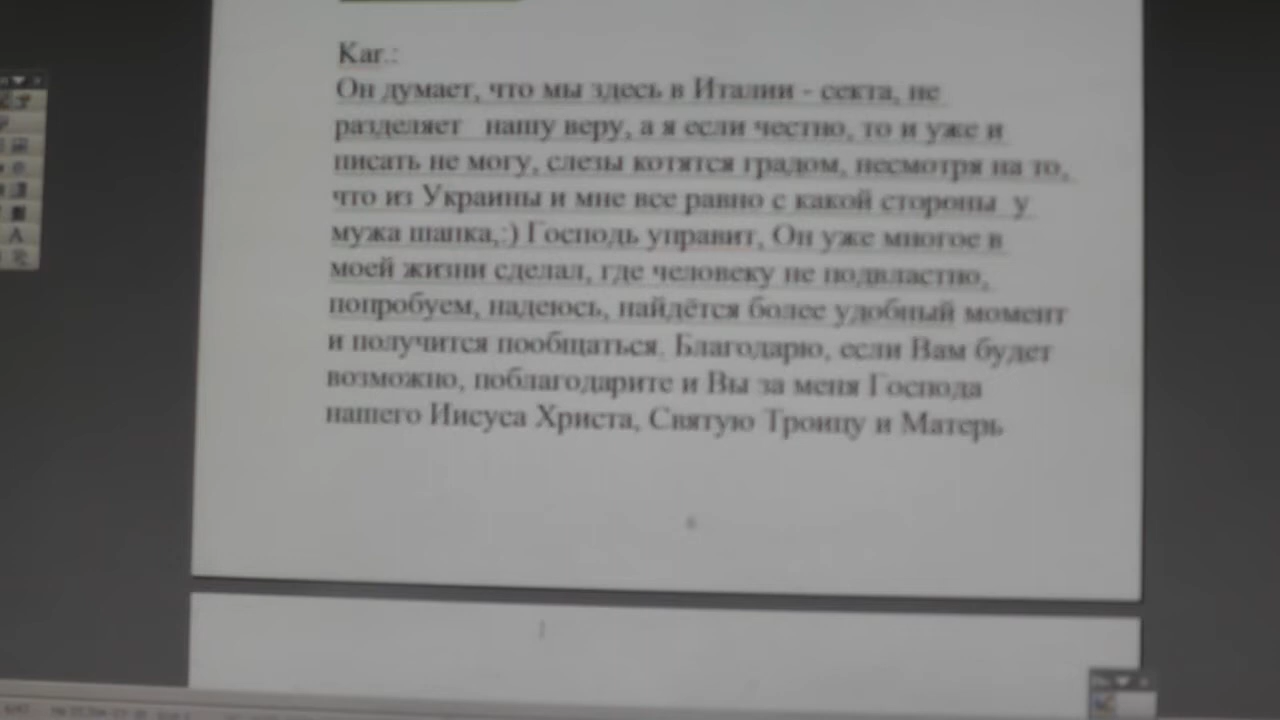 Kar.:
Он думает, что мы здесь в Италии - секта, не
разделяет нашу веру, а я если честно, то и уже и
писать не могу, слезы котятся градом, несмотря на то,
что из Украины и мне все равно с какой стороны у
мужа шапка,:) Господь управит, Он уже многое в
моей жизни сделал, где человеку не подвластно,
попробуем, надеюсь, найдётся более удобный момент
и получится пообщаться. Благодарю, если Вам будет
возможно, поблагодарите и Вы за меня Господа
нашего Иисуса Христа, Святую Троицу и Матерь